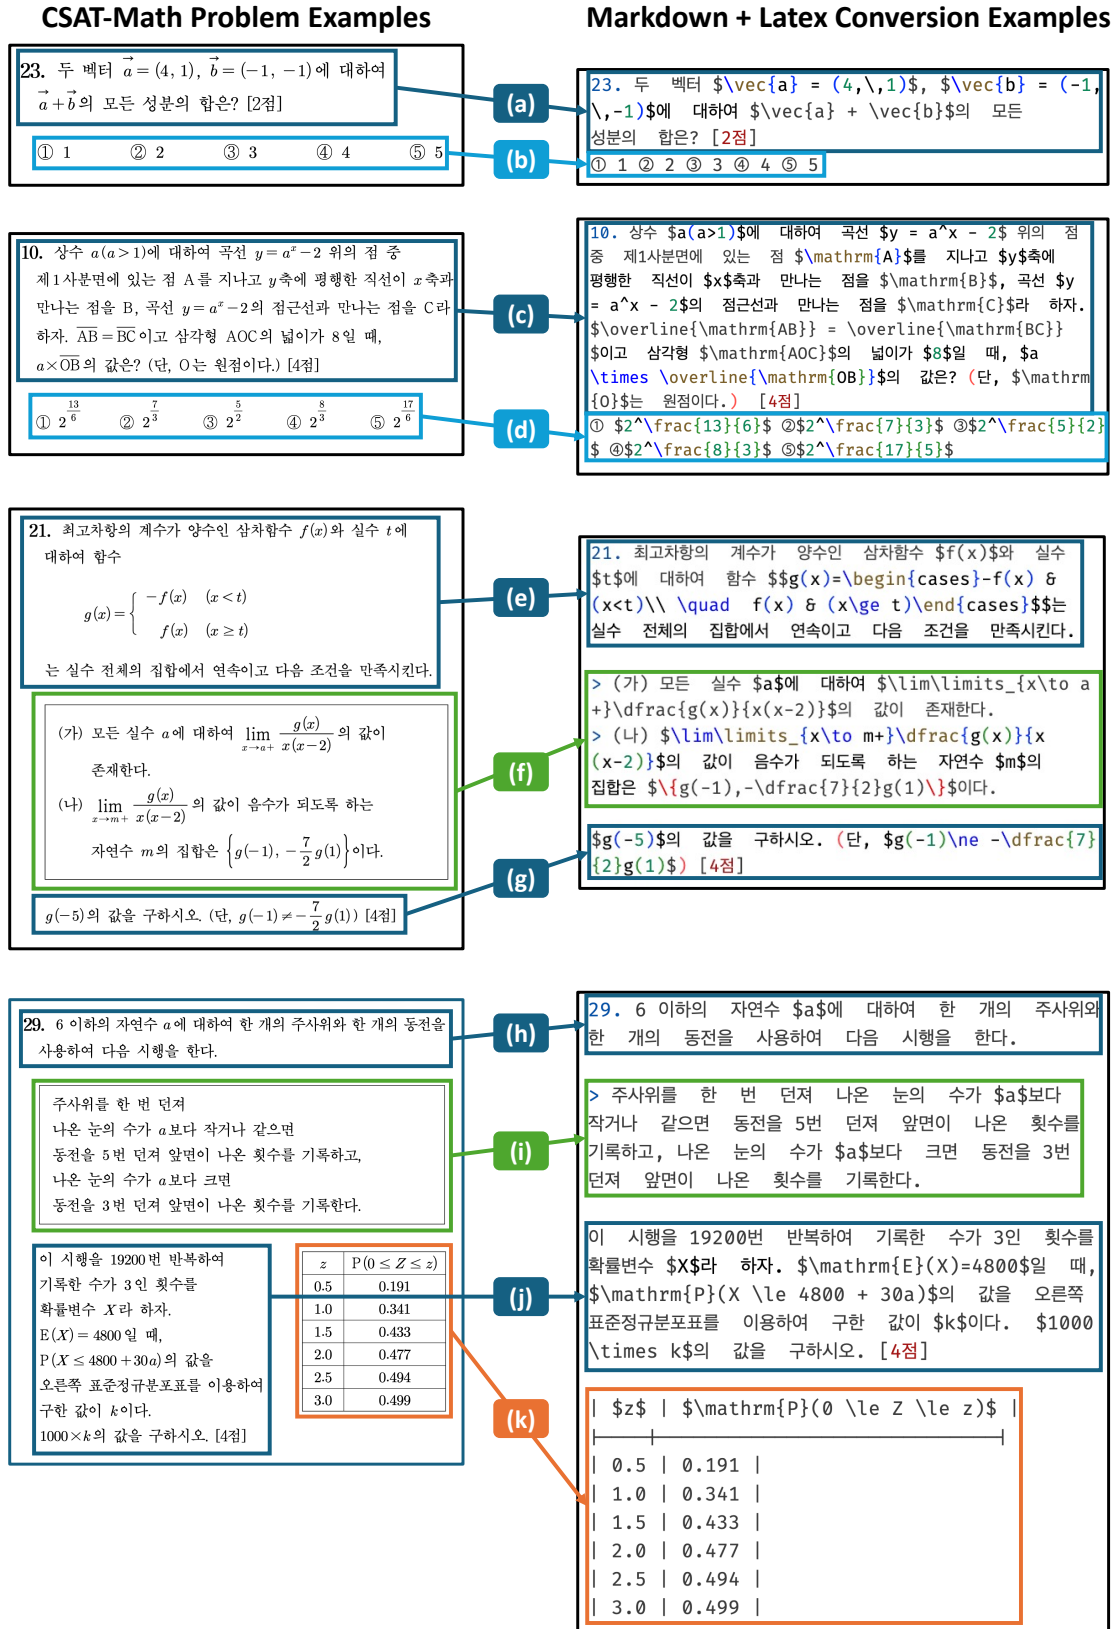 CSAT-Math Problem Examples
Markdown + Latex Conversion Examples
23. 두 벡터 a⃗ = (4, 1), b⃗ = (−1, −1)에 대하여
a⃗ + b⃗의 모든 성분의 합은? [2점]
① 1 ② 2 ③ 3 ④ 4 ⑤ 5
(a)
(b)
23. 두 벡터 $\vec{a} = (4,\,1)$, $\vec{b} = (-1,
\,-1)$에 대하여 $\vec{a} + \vec{b}$의 모든
성분의 합은? [2점]
① 1 ② 2 ③ 3 ④ 4 ⑤ 5
10. 상수 a(a>1)에 대하여 곡선 y = a^x − 2 위의 점 중
제1사분면에 있는 점 A를 지나고 y축에 평행한 직선이 x축과
만나는 점을 B, 곡선 y = a^x − 2의 점근선과 만나는 점을 C라
하자. A̅B̅ = B̅C̅이고 삼각형 AOC의 넓이가 8일 때,
a×O̅B̅의 값은? (단, O는 원점이다.) [4점]
① 2^(13/6) ② 2^(7/3) ③ 2^(5/2) ④ 2^(8/3) ⑤ 2^(17/6)
(c)
(d)
10. 상수 $a(a>1)$에 대하여 곡선 $y = a^x - 2$ 위의 점
중 제1사분면에 있는 점 $\mathrm{A}$를 지나고 $y$축에
평행한 직선이 $x$축과 만나는 점을 $\mathrm{B}$, 곡선 $y
= a^x - 2$의 점근선과 만나는 점을 $\mathrm{C}$라 하자.
$\overline{\mathrm{AB}} = \overline{\mathrm{BC}}
$이고 삼각형 $\mathrm{AOC}$의 넓이가 $8$일 때, $a
\times \overline{\mathrm{OB}}$의 값은? (단, $\mathrm
{O}$는 원점이다.) [4점]
① $2^\frac{13}{6}$ ②$2^\frac{7}{3}$ ③$2^\frac{5}{2}
$ ④$2^\frac{8}{3}$ ⑤$2^\frac{17}{5}$
21. 최고차항의 계수가 양수인 삼차함수 f(x)와 실수 t에
대하여 함수
g(x) = { −f(x) (x < t)
f(x) (x ≥ t)
는 실수 전체의 집합에서 연속이고 다음 조건을 만족시킨다.
(가) 모든 실수 a에 대하여 lim x→a+ g(x)/x(x−2) 의 값이
존재한다.
(나) lim x→m+ g(x)/x(x−2) 의 값이 음수가 되도록 하는
자연수 m의 집합은 {g(−1), −7/2 g(1)}이다.
g(−5)의 값을 구하시오. (단, g(−1) ≠ −7/2 g(1)) [4점]
(e)
(f)
(g)
21. 최고차항의 계수가 양수인 삼차함수 $f(x)$와 실수
$t$에 대하여 함수 $$g(x)=\begin{cases}-f(x) &
(x<t)\\ \quad f(x) & (x\ge t)\end{cases}$$는
실수 전체의 집합에서 연속이고 다음 조건을 만족시킨다.
> (가) 모든 실수 $a$에 대하여 $\lim\limits_{x\to a
+}\dfrac{g(x)}{x(x-2)}$의 값이 존재한다.
> (나) $\lim\limits_{x\to m+}\dfrac{g(x)}{x
(x-2)}$의 값이 음수가 되도록 하는 자연수 $m$의
집합은 $\{g(-1),-\dfrac{7}{2}g(1)\}$이다.
$g(-5)$의 값을 구하시오. (단, $g(-1)\ne -\dfrac{7}
{2}g(1)$) [4점]
29. 6 이하의 자연수 a에 대하여 한 개의 주사위와 한 개의 동전을
사용하여 다음 시행을 한다.
주사위를 한 번 던져
나온 눈의 수가 a보다 작거나 같으면
동전을 5번 던져 앞면이 나온 횟수를 기록하고,
나온 눈의 수가 a보다 크면
동전을 3번 던져 앞면이 나온 횟수를 기록한다.
이 시행을 19200번 반복하여
기록한 수가 3인 횟수를
확률변수 X라 하자.
E(X) = 4800일 때,
P(X ≤ 4800+30a)의 값을
오른쪽 표준정규분포표를 이용하여
구한 값이 k이다.
1000×k의 값을 구하시오. [4점]
z P(0 ≤ Z ≤ z)
0.5 0.191
1.0 0.341
1.5 0.433
2.0 0.477
2.5 0.494
3.0 0.499
(h)
(i)
(j)
(k)
29. 6 이하의 자연수 $a$에 대하여 한 개의 주사위와
한 개의 동전을 사용하여 다음 시행을 한다.
> 주사위를 한 번 던져 나온 눈의 수가 $a$보다
작거나 같으면 동전을 5번 던져 앞면이 나온 횟수를
기록하고, 나온 눈의 수가 $a$보다 크면 동전을 3번
던져 앞면이 나온 횟수를 기록한다.
이 시행을 19200번 반복하여 기록한 수가 3인 횟수를
확률변수 $X$라 하자. $\mathrm{E}(X)=4800$일 때,
$\mathrm{P}(X \le 4800 + 30a)$의 값을 오른쪽
표준정규분포표를 이용하여 구한 값이 $k$이다. $1000
\times k$의 값을 구하시오. [4점]
| $z$ | $\mathrm{P}(0 \le Z \le z)$ |
| 0.5 | 0.191 |
| 1.0 | 0.341 |
| 1.5 | 0.433 |
| 2.0 | 0.477 |
| 2.5 | 0.494 |
| 3.0 | 0.499 |